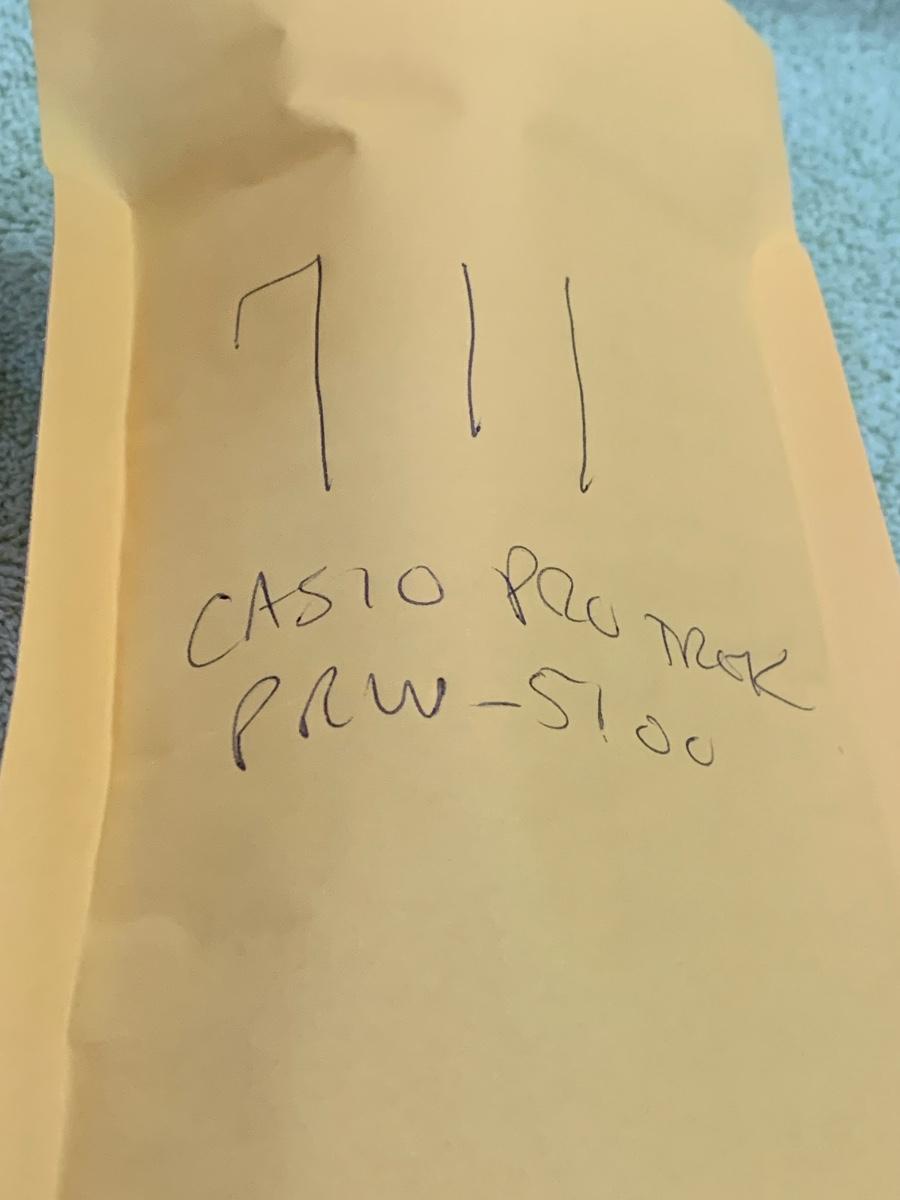 711
CASIO PRO TREK
PRW-5100